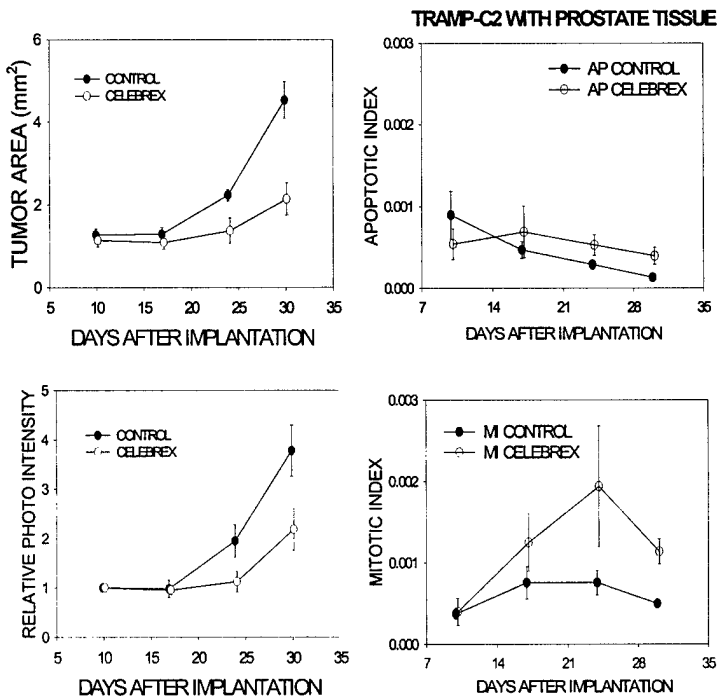 TRAMP-C2 WITH PROSTATE TISSUE
TUMOR AREA (mm²)
6
4
2
0
CONTROL
CELEBREX
5 10 15 20 25 30 35
DAYS AFTER IMPLANTATION
APOPTOTIC INDEX
0.003
0.002
0.001
0.000
AP CONTROL
AP CELEBREX
7 14 21 28 35
DAYS AFTER IMPLANTATION
RELATIVE PHOTO INTENSITY
5
4
3
2
1
0
CONTROL
CELEBREX
5 10 15 20 25 30 35
DAYS AFTER IMPLANTATION
MITOTIC INDEX
0.003
0.002
0.001
0.000
MI CONTROL
MI CELEBREX
7 14 21 28 35
DAYS AFTER IMPLANTATION